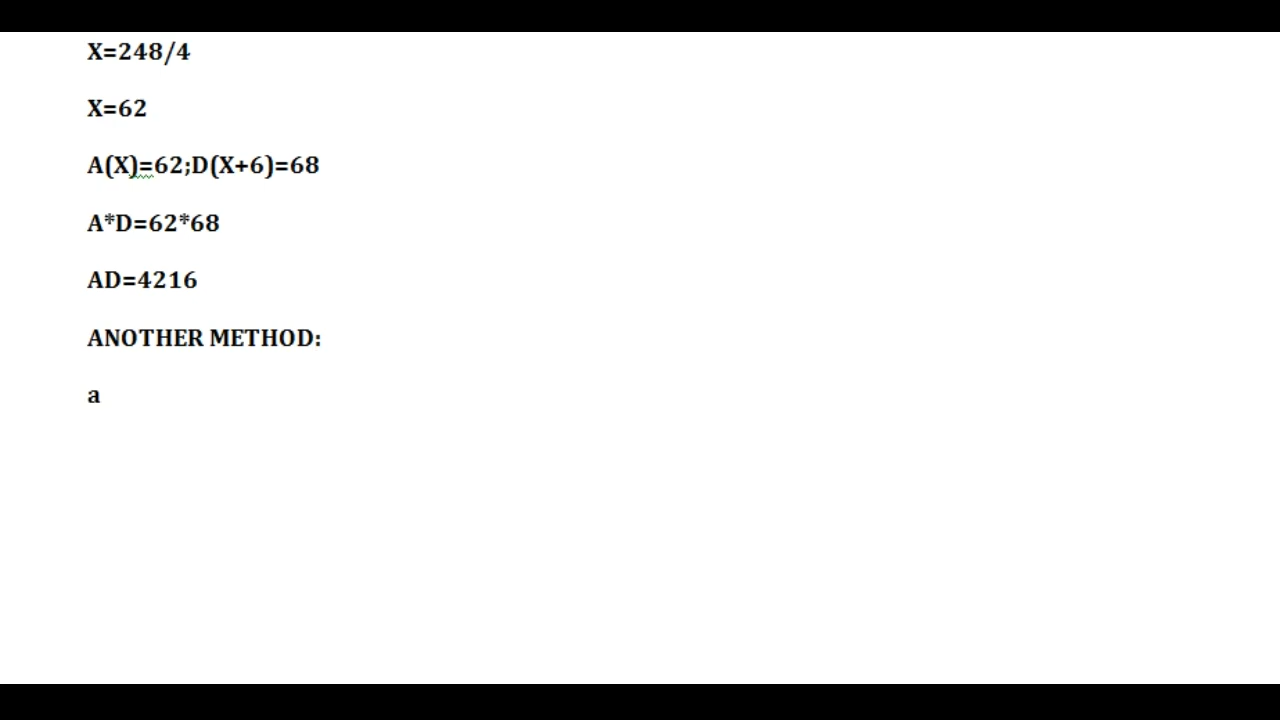 X=248/4
X=62
A(X)=62;D(X+6)=68
A*D=62*68
AD=4216
ANOTHER METHOD:
a